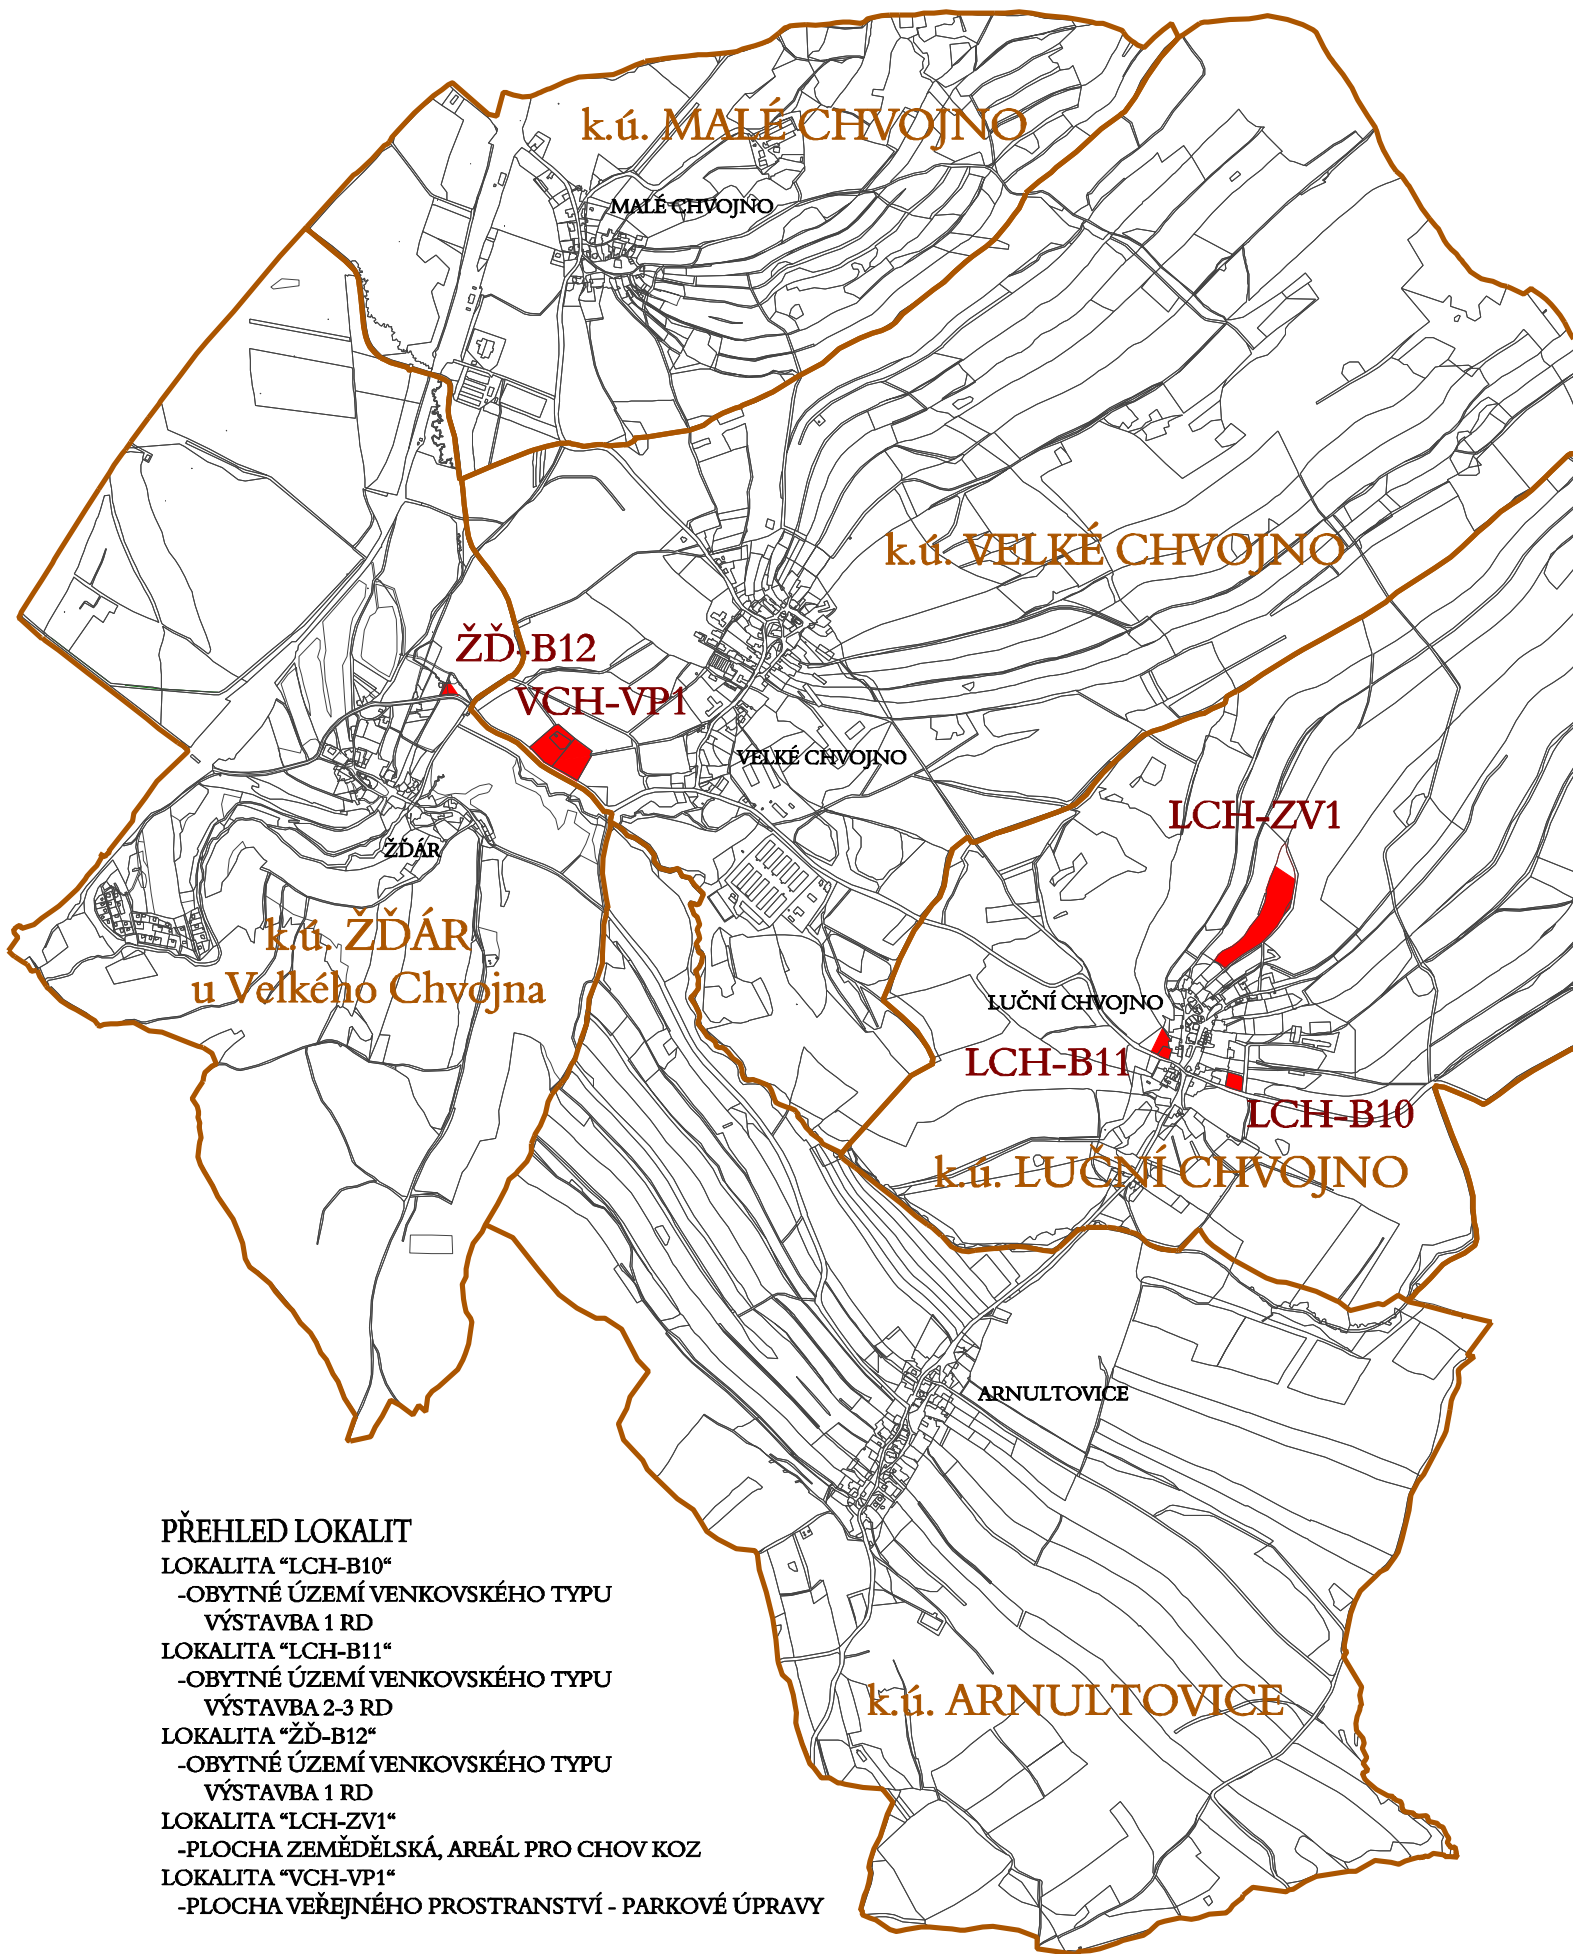 k.ú. MALÉ CHVOJNO
MALÉ CHVOJNO
k.ú. VELKÉ CHVOJNO
ŽĎ-B12
VCH-VP1
VELKÉ CHVOJNO
LCH-ZV1
ŽĎÁR
k.ú. ŽĎÁR
u Velkého Chvojna
LUČNÍ CHVOJNO
LCH-B11
LCH-B10
k.ú. LUČNÍ CHVOJNO
ARNULTOVICE
k.ú. ARNULTOVICE
PŘEHLED LOKALIT
LOKALITA “LCH-B10“
-OBYTNÉ ÚZEMÍ VENKOVSKÉHO TYPU
VÝSTAVBA 1 RD
LOKALITA “LCH-B11“
-OBYTNÉ ÚZEMÍ VENKOVSKÉHO TYPU
VÝSTAVBA 2-3 RD
LOKALITA “ŽĎ-B12“
-OBYTNÉ ÚZEMÍ VENKOVSKÉHO TYPU
VÝSTAVBA 1 RD
LOKALITA “LCH-ZV1“
-PLOCHA ZEMĚDĚLSKÁ, AREÁL PRO CHOV KOZ
LOKALITA “VCH-VP1“
-PLOCHA VEŘEJNÉHO PROSTRANSTVÍ - PARKOVÉ ÚPRAVY